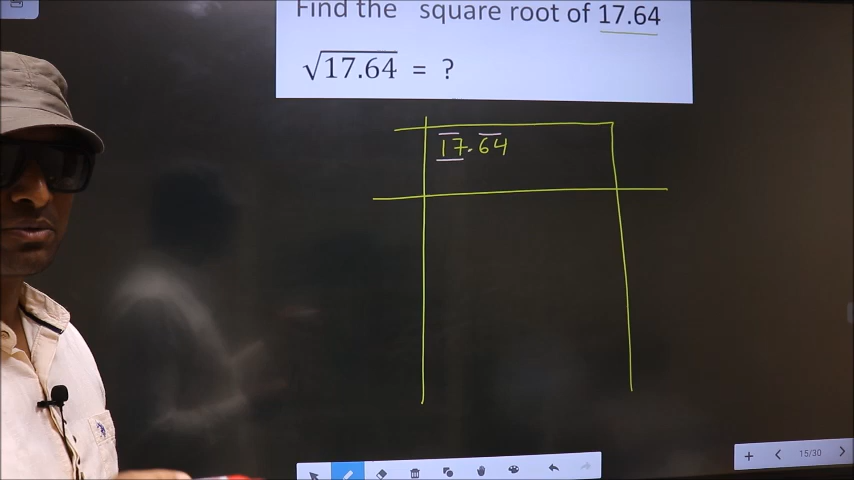 Find the square root of 17.64
√17.64 = ?
17.64
15/30